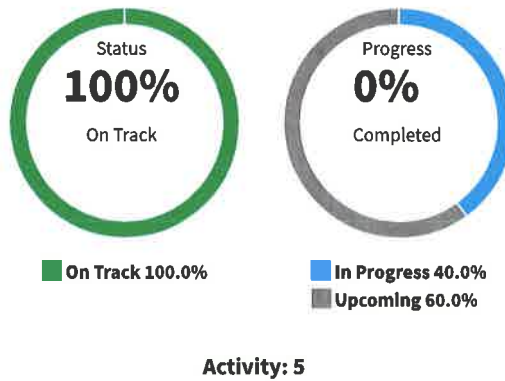 Status
100%
On Track
Progress
0%
Completed
On Track 100.0%
In Progress 40.0%
Upcoming 60.0%
Activity: 5